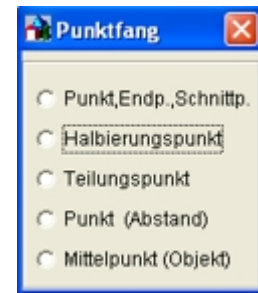 Punktfang
Punkt,Endp.,Schnittp.
Halbierungspunkt
Teilungspunkt
Punkt (Abstand)
Mittelpunkt (Objekt)